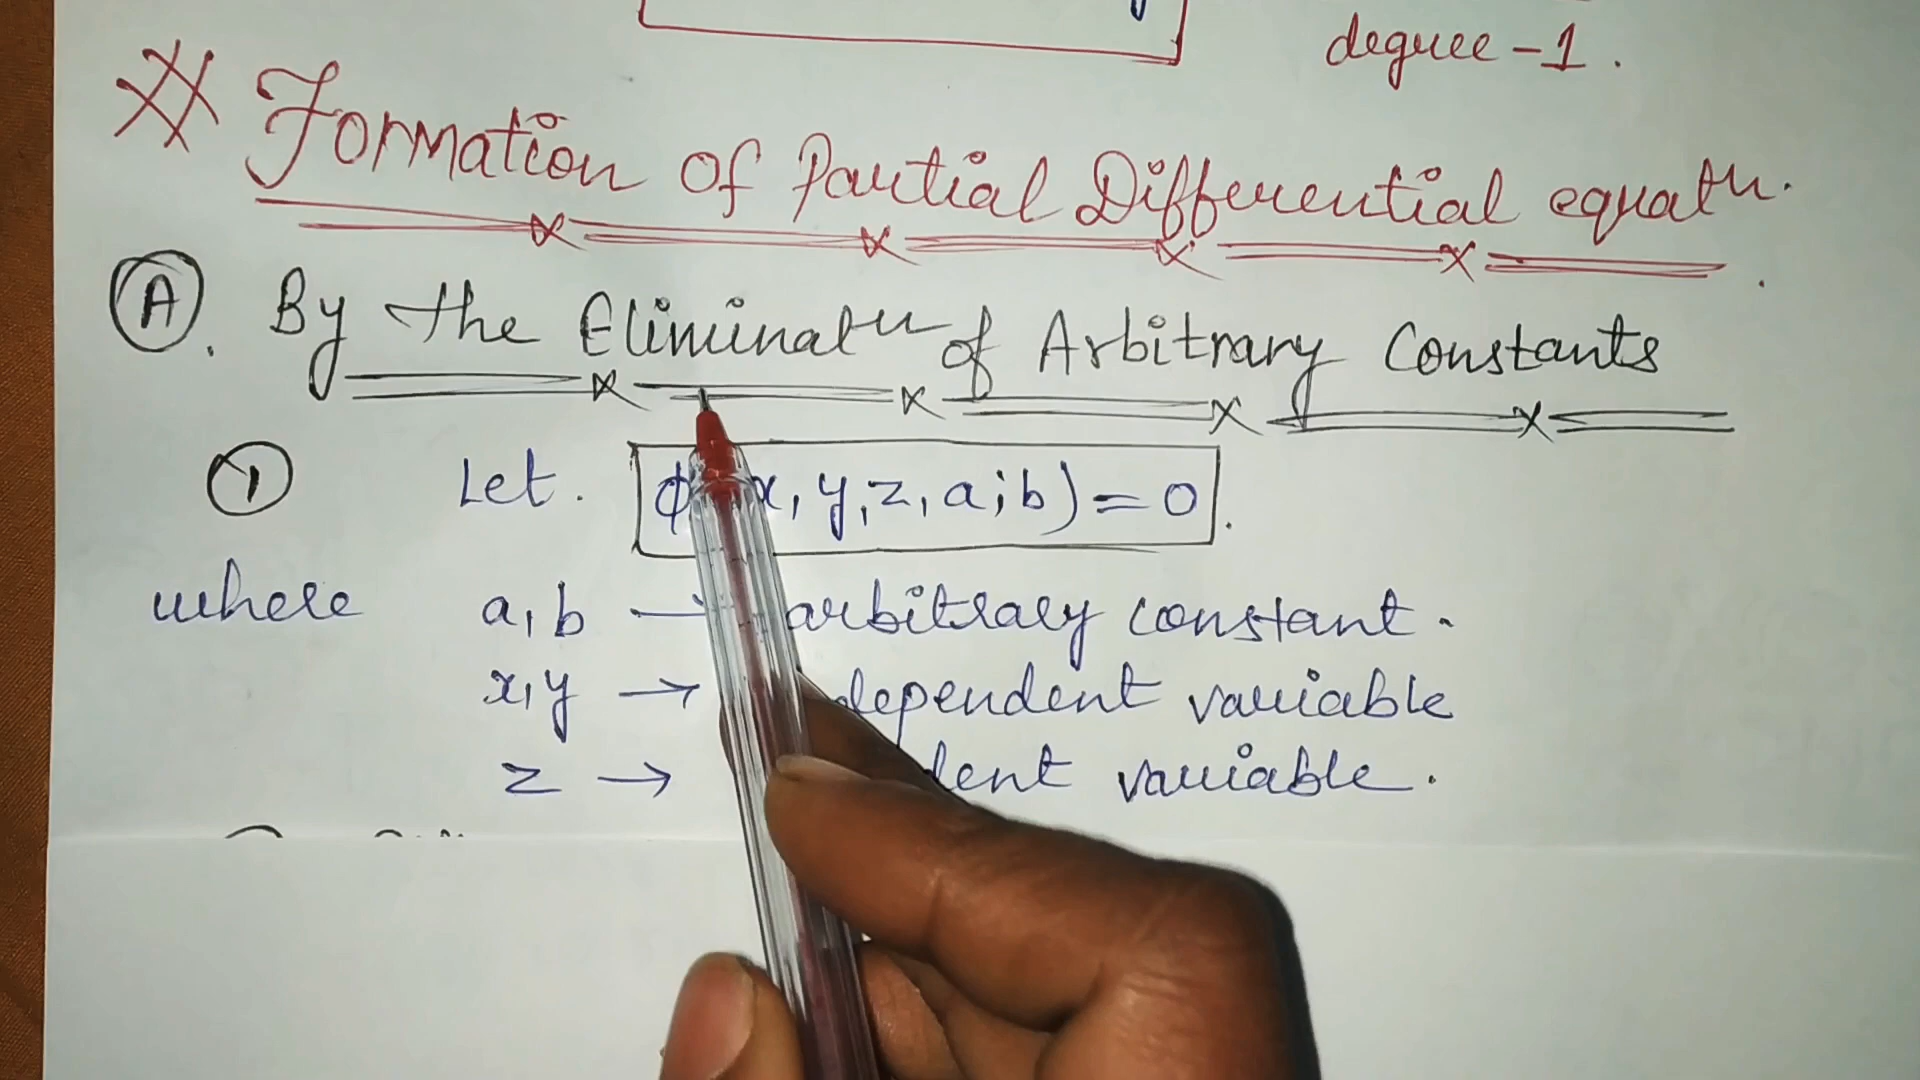 degree - 1.
# Formation of Partial Differential equatn.
(A). By the Eliminatn of Arbitrary Constants
(1) Let. ϕ x, y, z, a, b) = 0.
where a, b → arbitrary constant.
x, y → variable
z → variable.